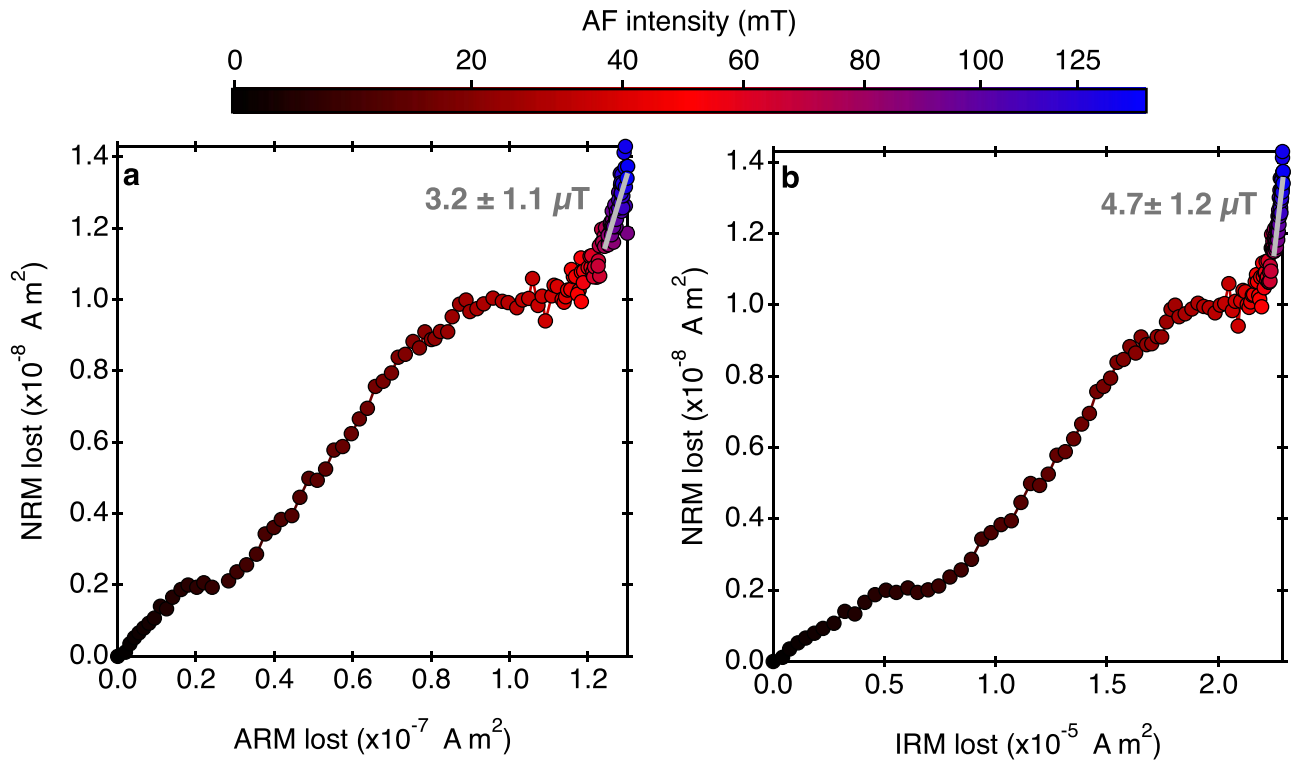 AF intensity (mT)
0 20 40 60 80 100 125
a
3.2 ± 1.1 µT
1.4
1.2
1.0
0.8
0.6
0.4
0.2
0.0
NRM lost (x10-8 A m2)
0.0 0.2 0.4 0.6 0.8 1.0 1.2
ARM lost (x10-7 A m2)
b
4.7± 1.2 µT
1.4
1.2
1.0
0.8
0.6
0.4
0.2
0.0
NRM lost (x10-8 A m2)
0.0 0.5 1.0 1.5 2.0
IRM lost (x10-5 A m2)